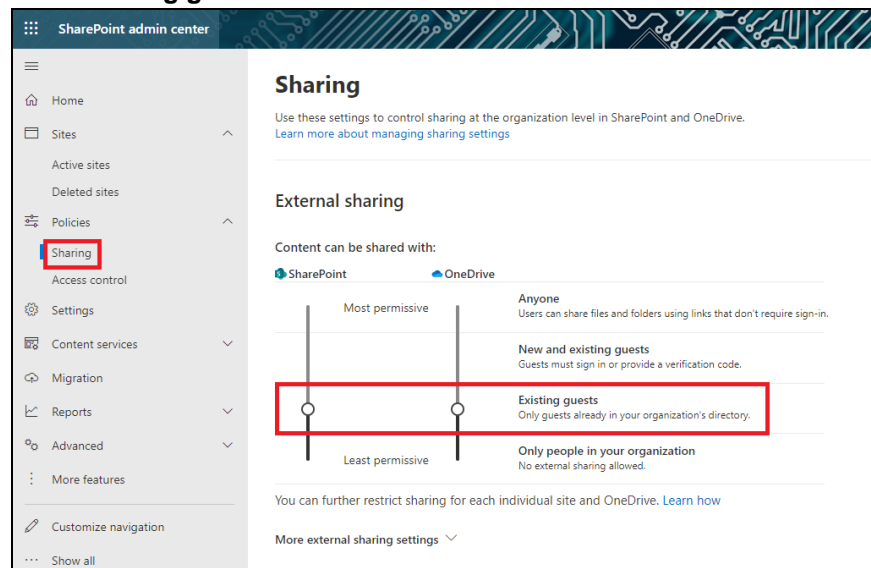 SharePoint admin center
Home
Sites
Active sites
Deleted sites
Policies
Sharing
Access control
Settings
Content services
Migration
Reports
Advanced
More features
Customize navigation
Show all
Sharing
Use these settings to control sharing at the organization level in SharePoint and OneDrive.
Learn more about managing sharing settings
External sharing
Content can be shared with:
SharePoint
OneDrive
Most permissive
Anyone
Users can share files and folders using links that don't require sign-in.
New and existing guests
Guests must sign in or provide a verification code.
Existing guests
Only guests already in your organization's directory.
Least permissive
Only people in your organization
No external sharing allowed.
You can further restrict sharing for each individual site and OneDrive. Learn how
More external sharing settings